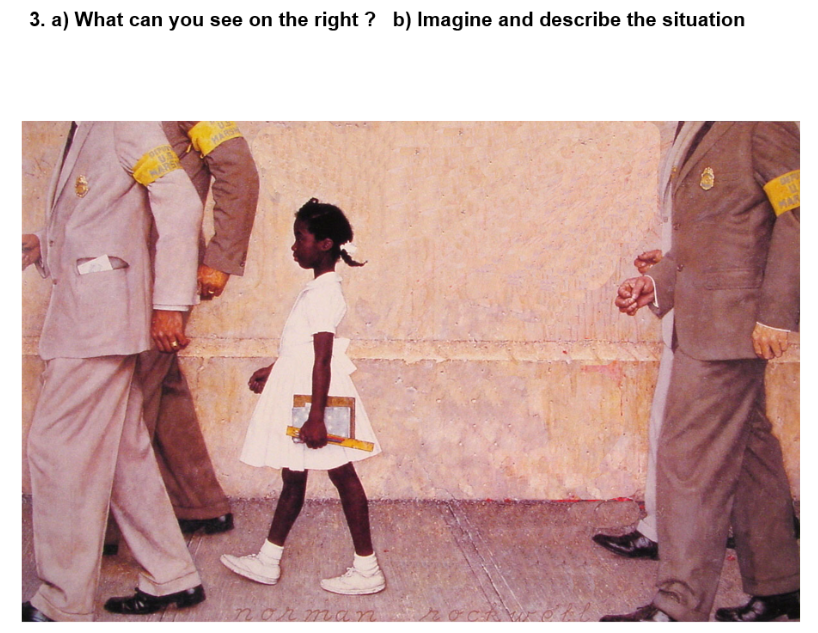 3. a) What can you see on the right ? b) Imagine and describe the situation
norman rockwell